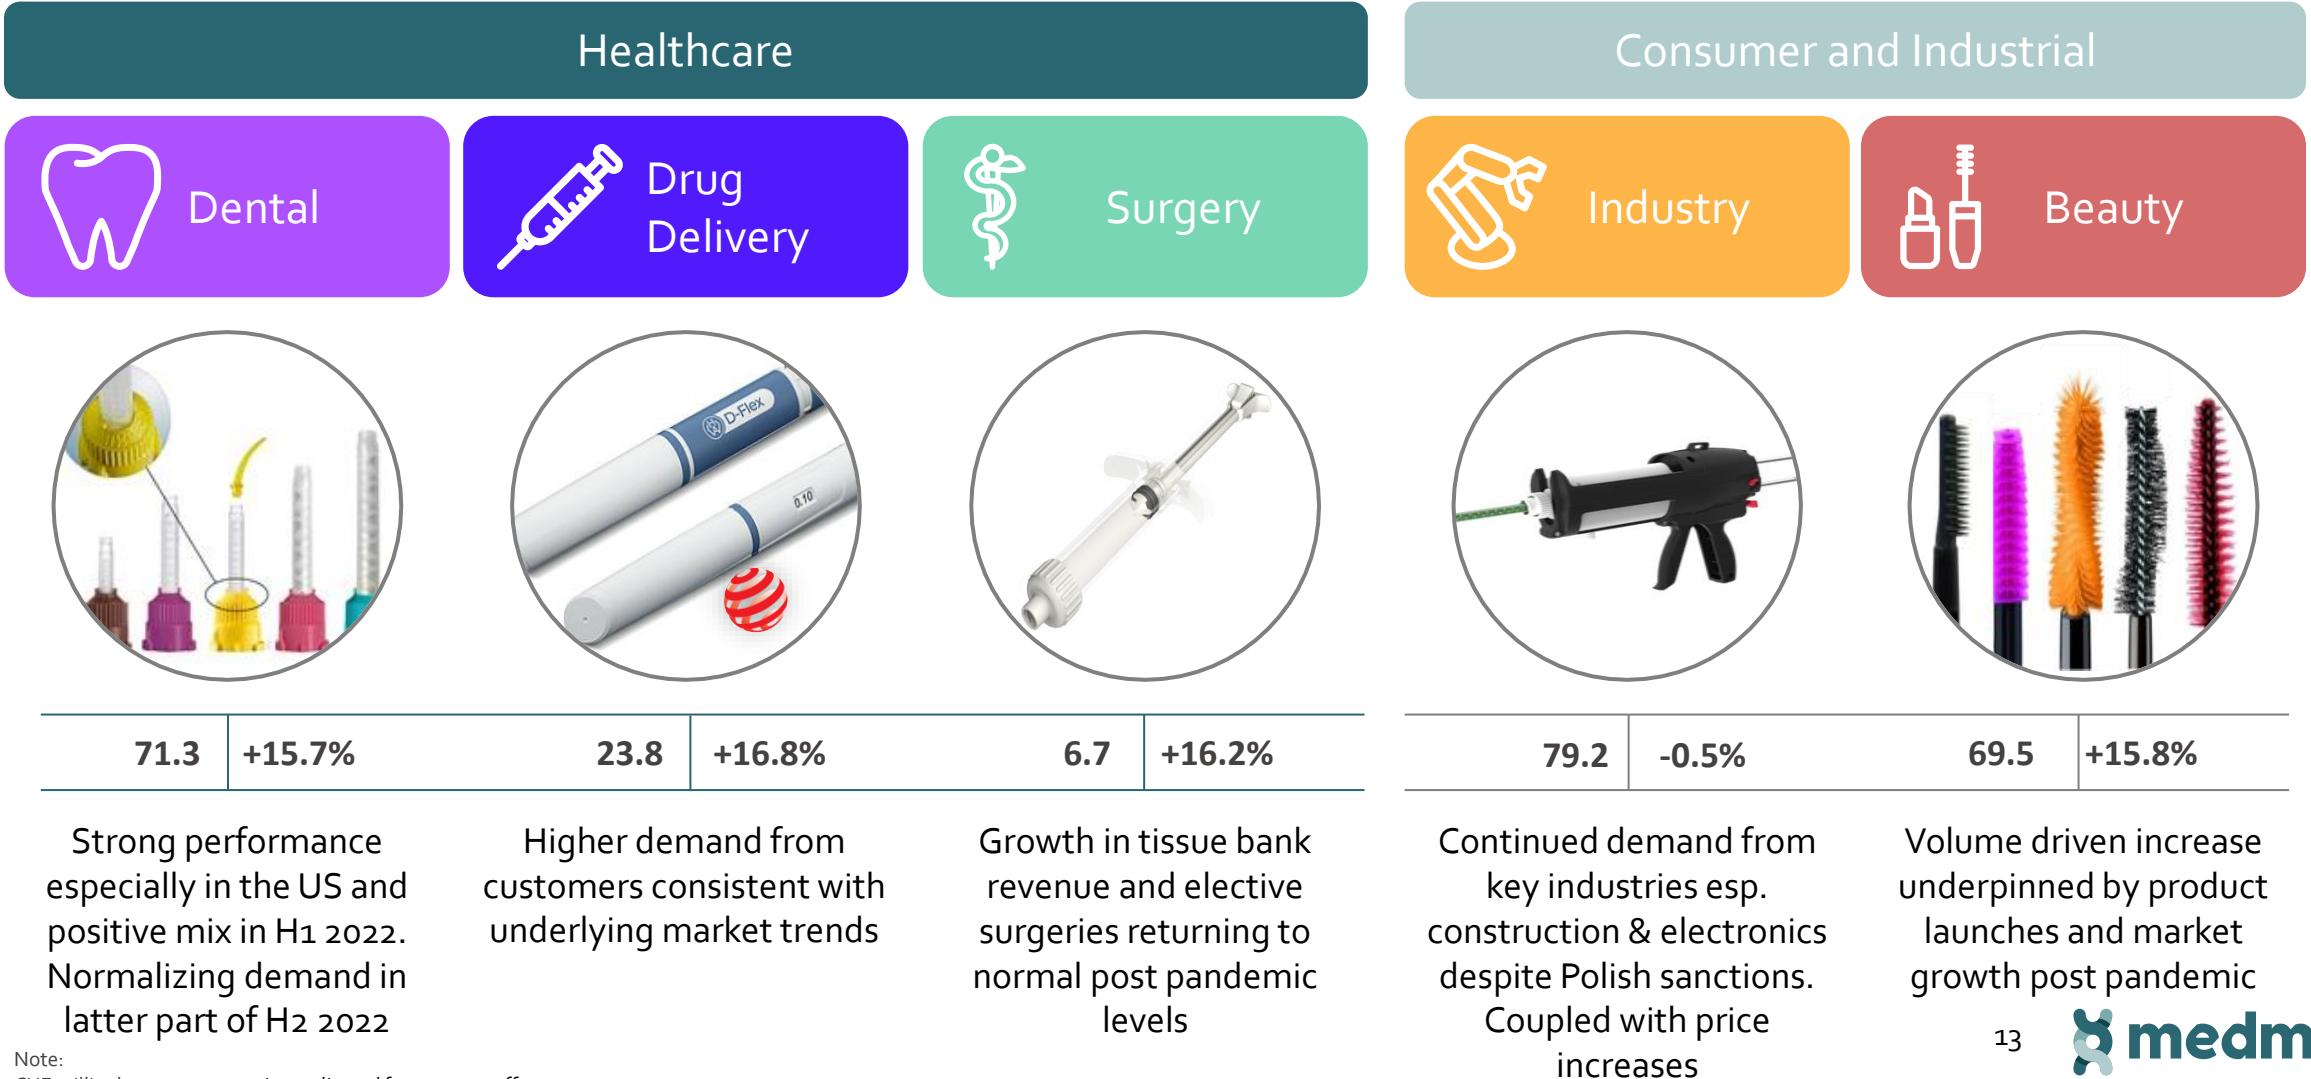 Healthcare
Consumer and Industrial
Dental
Drug
Delivery
Surgery
Industry
Beauty
D-Flex
0.10
71.3 +15.7%
23.8 +16.8%
6.7 +16.2%
79.2 -0.5%
69.5 +15.8%
Strong performance
especially in the US and
positive mix in H1 2022.
Normalizing demand in
latter part of H2 2022
Higher demand from
customers consistent with
underlying market trends
Growth in tissue bank
revenue and elective
surgeries returning to
normal post pandemic
levels
Continued demand from
key industries esp.
construction & electronics
despite Polish sanctions.
Coupled with price
increases
Volume driven increase
underpinned by product
launches and market
growth post pandemic
Note:
13
medm